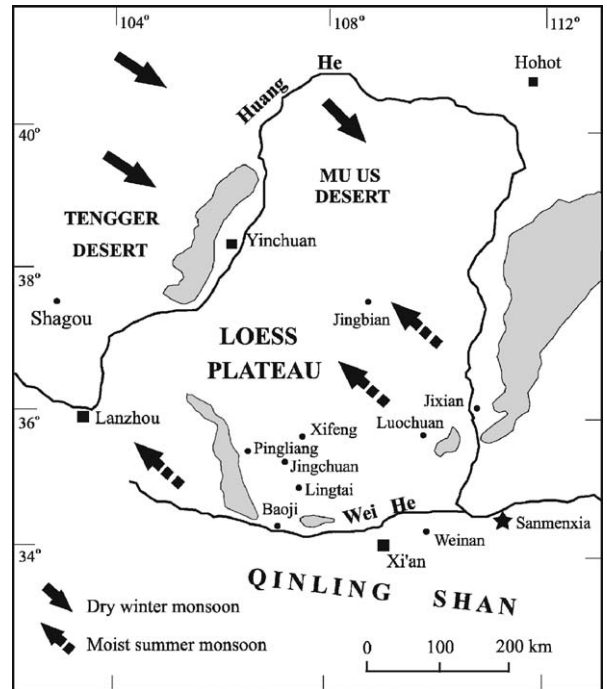 104° 108° 112°
He
Hohot
Huang
40°
MU US
DESERT
TENGGER
DESERT
Yinchuan
38°
Shagou
Jingbian
LOESS
PLATEAU
Jixian
36°
Lanzhou
Luochuan
Xifeng
Pingliang
Jingchuan
Lingtai
Baoji
Wei He
Sanmenxia
Weinan
34°
Xi'an
QINLING SHAN
Dry winter monsoon
Moist summer monsoon
0 100 200 km